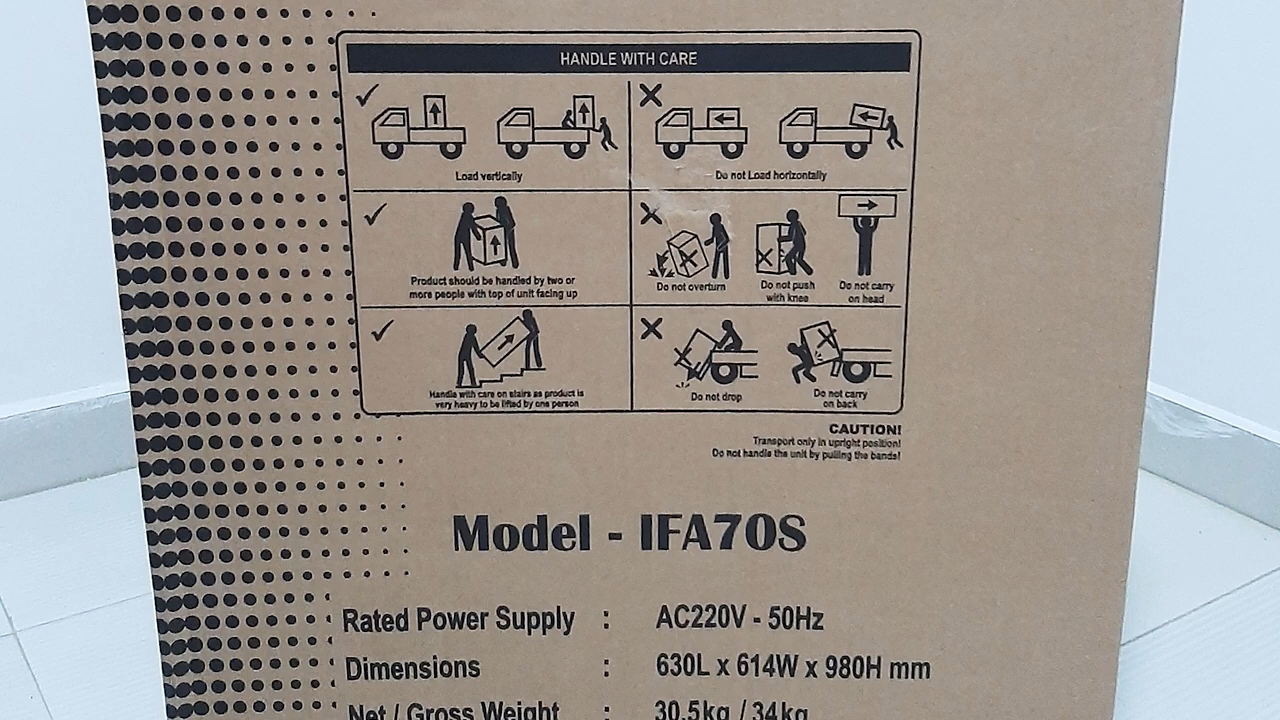 HANDLE WITH CARE
Load vertically
Do not Load horizontally
Product should be handled by two or
more people with top of unit facing up
Do not overturn
Do not push
with knee
Do not carry
on head
Handle with care on stairs as product is
very heavy to be lifted by one person
Do not drop
Do not carry
on back
CAUTION!
Transport only in upright position!
Do not handle the unit by pulling the bands!
Model - IFA70S
Rated Power Supply : AC220V - 50Hz
Dimensions : 630L x 614W x 980H mm
Net / Gross Weight : 30.5kg / 34kg